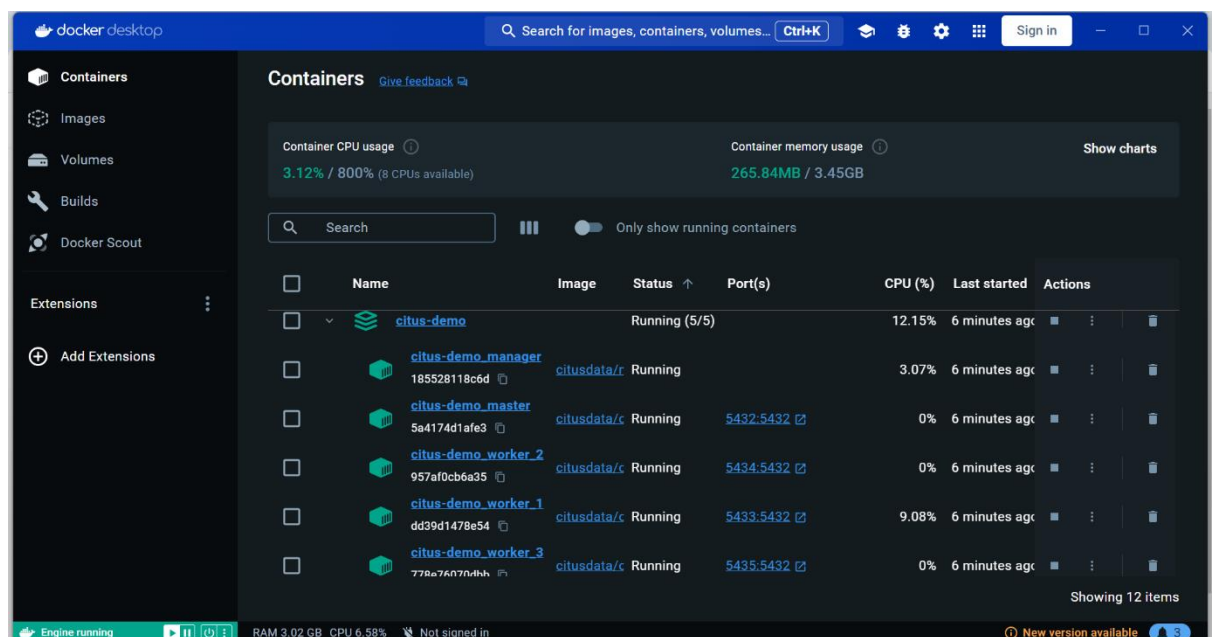 docker desktop
Search for images, containers, volumes... Ctrl+K
Sign in
Containers
Images
Volumes
Builds
Docker Scout
Extensions
Add Extensions
Containers Give feedback
Container CPU usage
3.12% / 800% (8 CPUs available)
Container memory usage
265.84MB / 3.45GB
Show charts
Search
Only show running containers
Name Image Status Port(s) CPU (%) Last started Actions
citus-demo Running (5/5) 12.15% 6 minutes ago
citus-demo_manager
185528118c6d citusdata/r Running 3.07% 6 minutes ago
citus-demo_master
5a4174d1afe3 citusdata/c Running 5432:5432 0% 6 minutes ago
citus-demo_worker_2
957af0cb6a35 citusdata/c Running 5434:5432 0% 6 minutes ago
citus-demo_worker_1
dd39d1478e54 citusdata/c Running 5433:5432 9.08% 6 minutes ago
citus-demo_worker_3
778e76070dbb citusdata/c Running 5435:5432 0% 6 minutes ago
Showing 12 items
Engine running RAM 3.02 GB CPU 6.58% Not signed in New version available 3